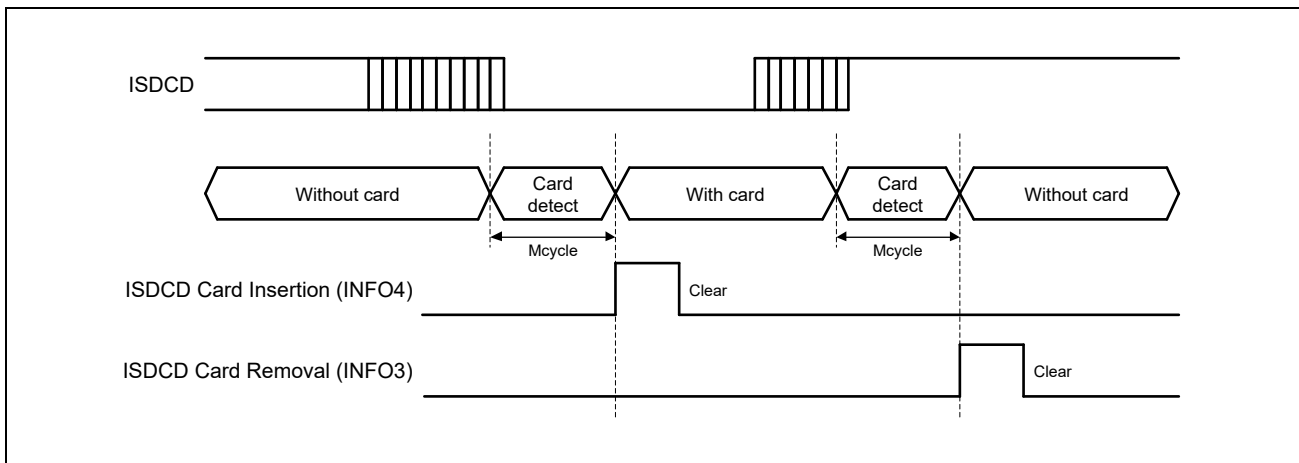 ISDCD
Without card
Card
detect
With card
Card
detect
Without card
Mcycle
Mcycle
ISDCD Card Insertion (INFO4)
Clear
ISDCD Card Removal (INFO3)
Clear